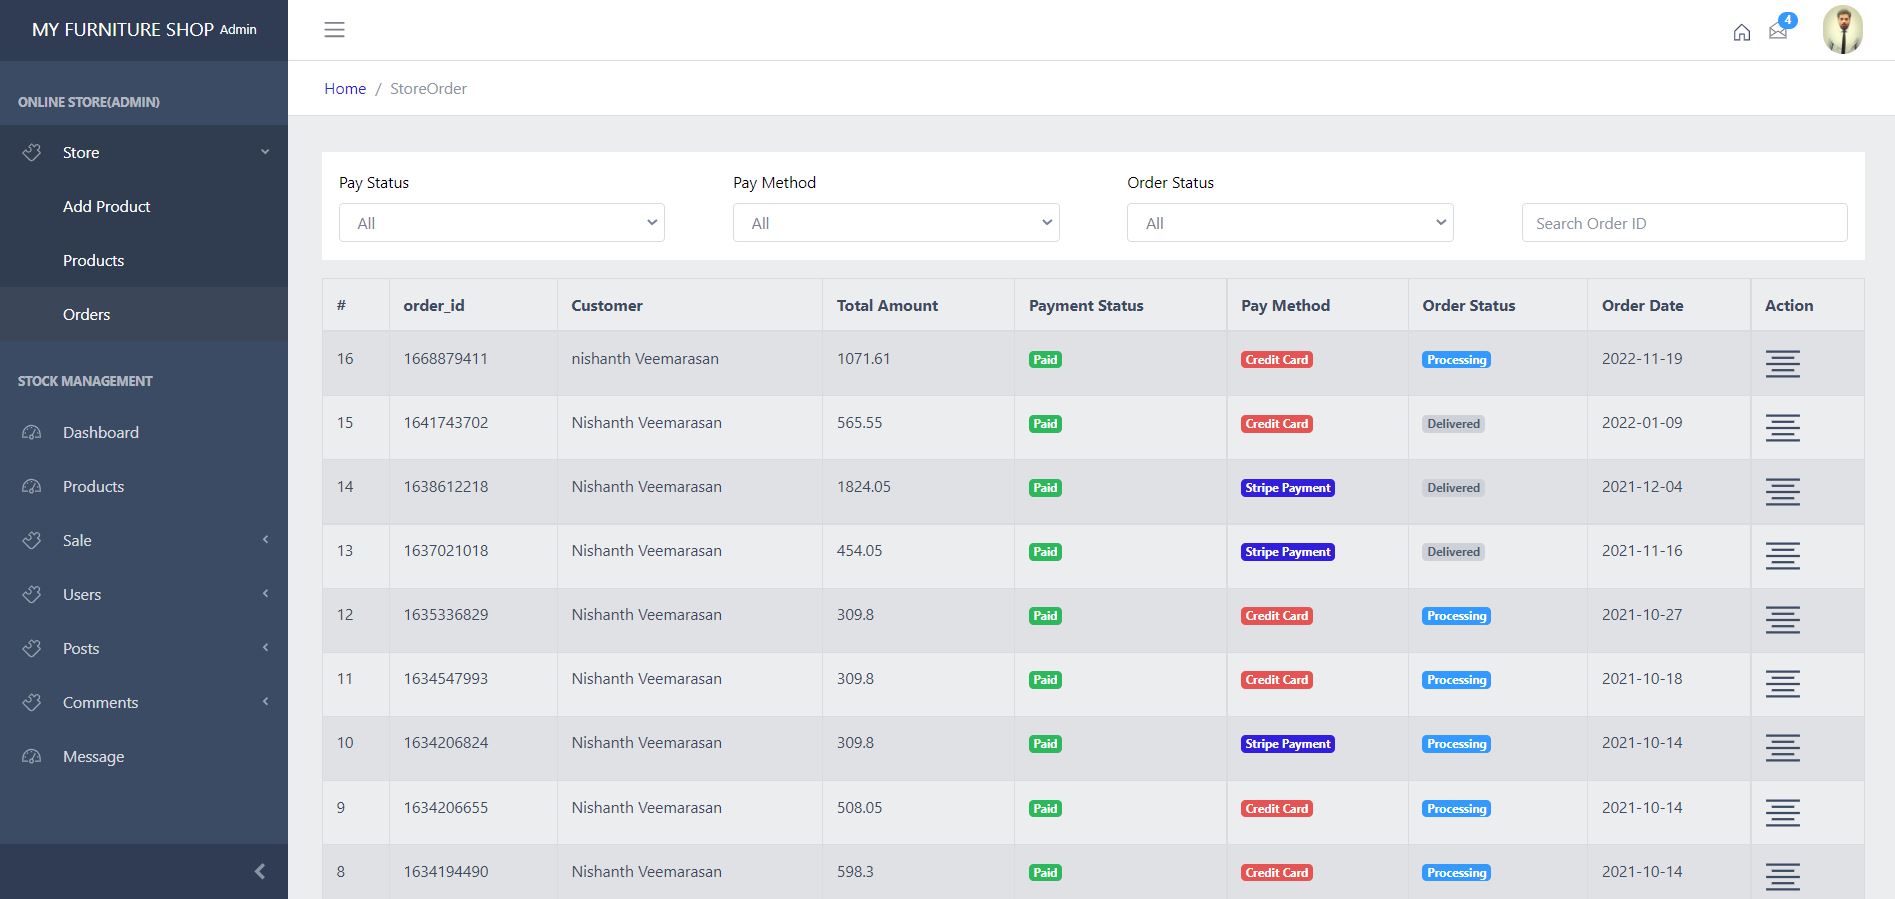 MY FURNITURE SHOP Admin
4
ONLINE STORE(ADMIN)
Store
Add Product
Products
Orders
STOCK MANAGEMENT
Dashboard
Products
Sale
Users
Posts
Comments
Message
Home / StoreOrder
Pay Status Pay Method Order Status
All All All Search Order ID
# order_id Customer Total Amount Payment Status Pay Method Order Status Order Date Action
16 1668879411 nishanth Veemarasan 1071.61 Paid Credit Card Processing 2022-11-19
15 1641743702 Nishanth Veemarasan 565.55 Paid Credit Card Delivered 2022-01-09
14 1638612218 Nishanth Veemarasan 1824.05 Paid Stripe Payment Delivered 2021-12-04
13 1637021018 Nishanth Veemarasan 454.05 Paid Stripe Payment Delivered 2021-11-16
12 1635336829 Nishanth Veemarasan 309.8 Paid Credit Card Processing 2021-10-27
11 1634547993 Nishanth Veemarasan 309.8 Paid Credit Card Processing 2021-10-18
10 1634206824 Nishanth Veemarasan 309.8 Paid Stripe Payment Processing 2021-10-14
9 1634206655 Nishanth Veemarasan 508.05 Paid Credit Card Processing 2021-10-14
8 1634194490 Nishanth Veemarasan 598.3 Paid Credit Card Processing 2021-10-14